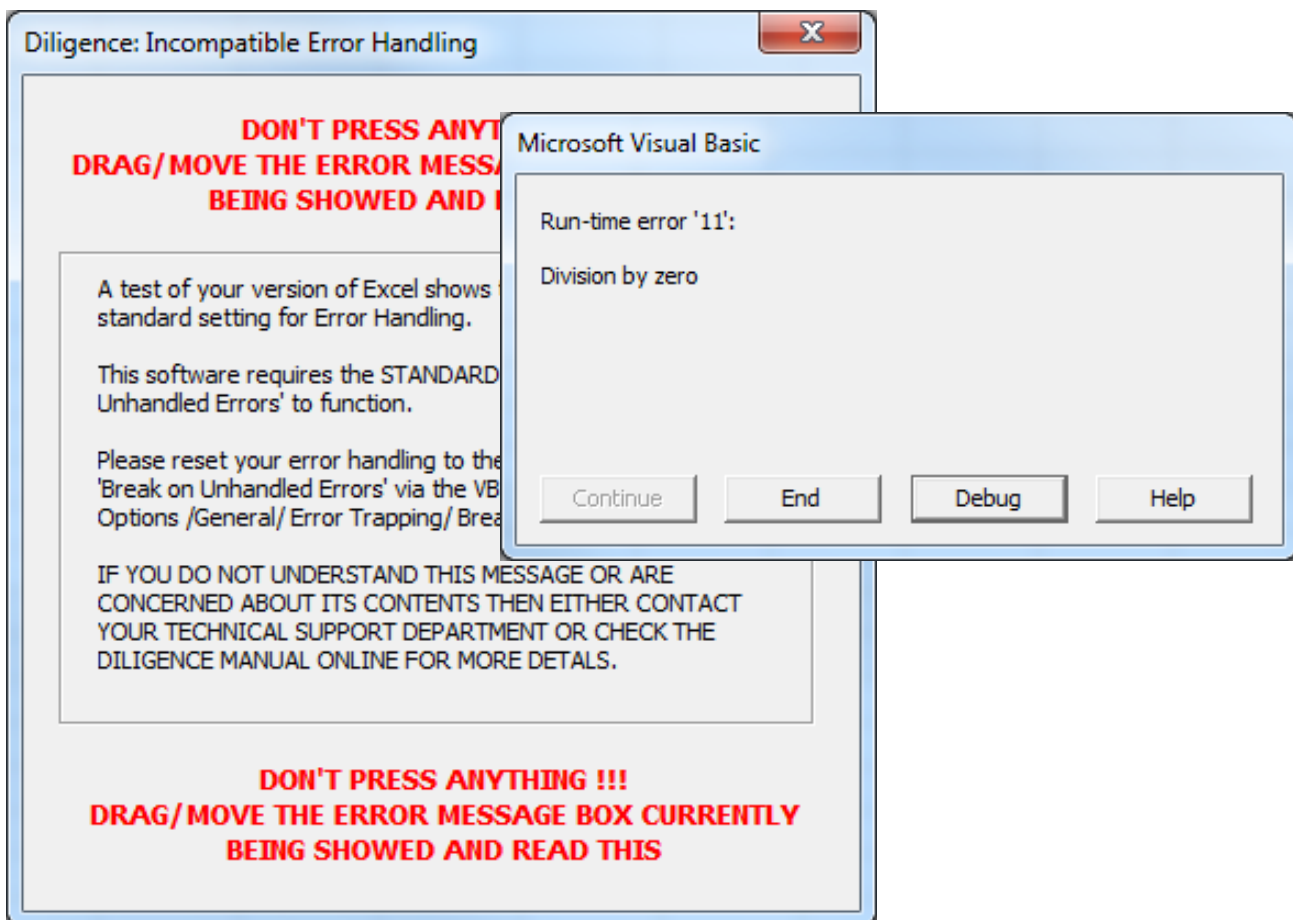 Diligence: Incompatible Error Handling
DON'T PRESS
DRAG/MOVE THE ERROR
BEING SHOWED AND
A test of your version of Excel shows
standard setting for Error Handling.
This software requires the STANDARD
Unhandled Errors' to function.
Please reset your error handling to the
'Break on Unhandled Errors' via the VB
Options /General/ Error Trapping/
IF YOU DO NOT UNDERSTAND THIS MESSAGE OR ARE
CONCERNED ABOUT ITS CONTENTS THEN EITHER CONTACT
YOUR TECHNICAL SUPPORT DEPARTMENT OR CHECK THE
DILIGENCE MANUAL ONLINE FOR MORE DETALS.
DON'T PRESS ANYTHING !!!
DRAG/MOVE THE ERROR MESSAGE BOX CURRENTLY
BEING SHOWED AND READ THIS
Microsoft Visual Basic
Run-time error '11':
Division by zero
Continue End Debug Help